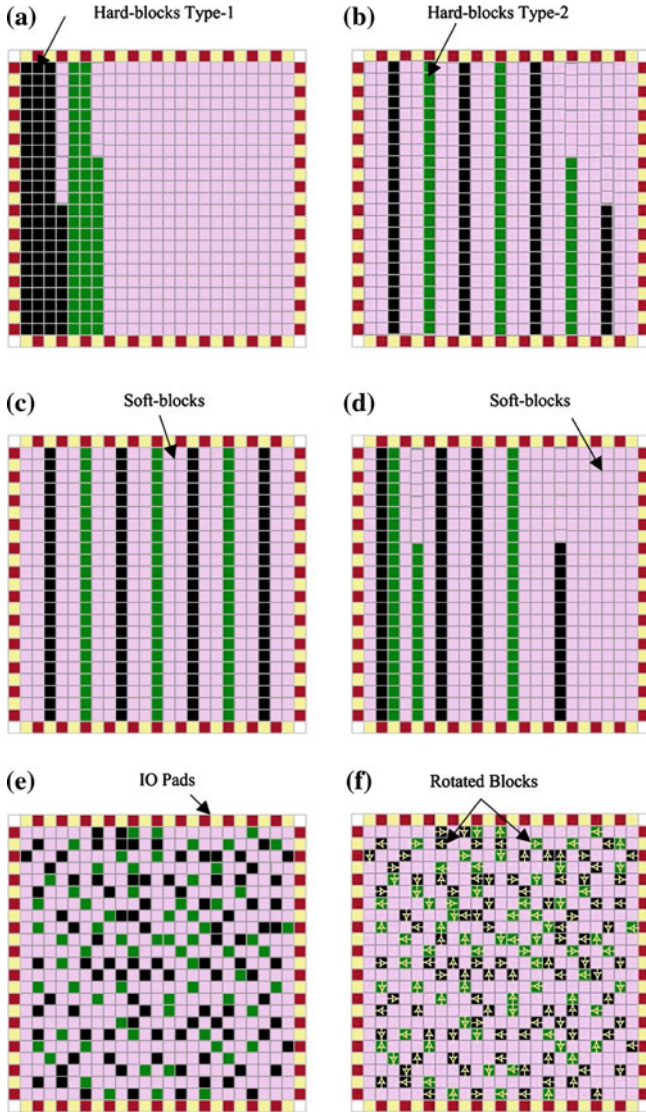 (a) Hard-blocks Type-1
(b) Hard-blocks Type-2
(c) Soft-blocks
(d) Soft-blocks
(e) IO Pads
(f) Rotated Blocks